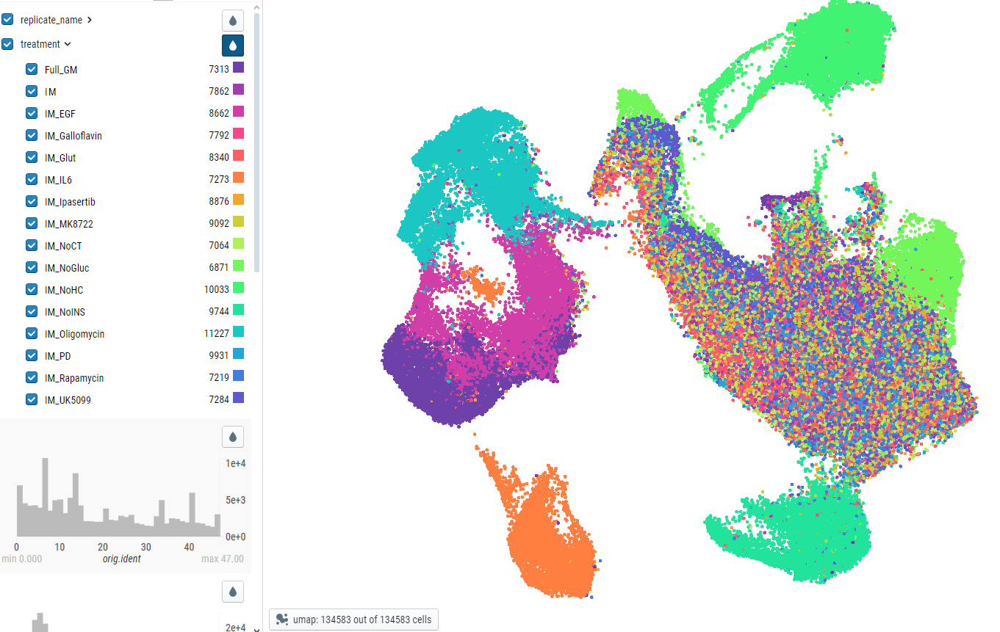 replicate_name
treatment
Full_GM 7313
IM 7862
IM_EGF 8662
IM_Galloflavin 7792
IM_Glut 8340
IM_IL6 7273
IM_Ipasertib 8876
IM_MK8722 9092
IM_NoCT 7064
IM_NoGluc 6871
IM_NoHC 10033
IM_NoINS 9744
IM_Oligomycin 11227
IM_PD 9931
IM_Rapamycin 7219
IM_UK5099 7284
1e+4
5e+3
0e+0
0 10 20 30 40
min 0.000 orig.ident max 47.00
2e+4
umap: 134583 out of 134583 cells